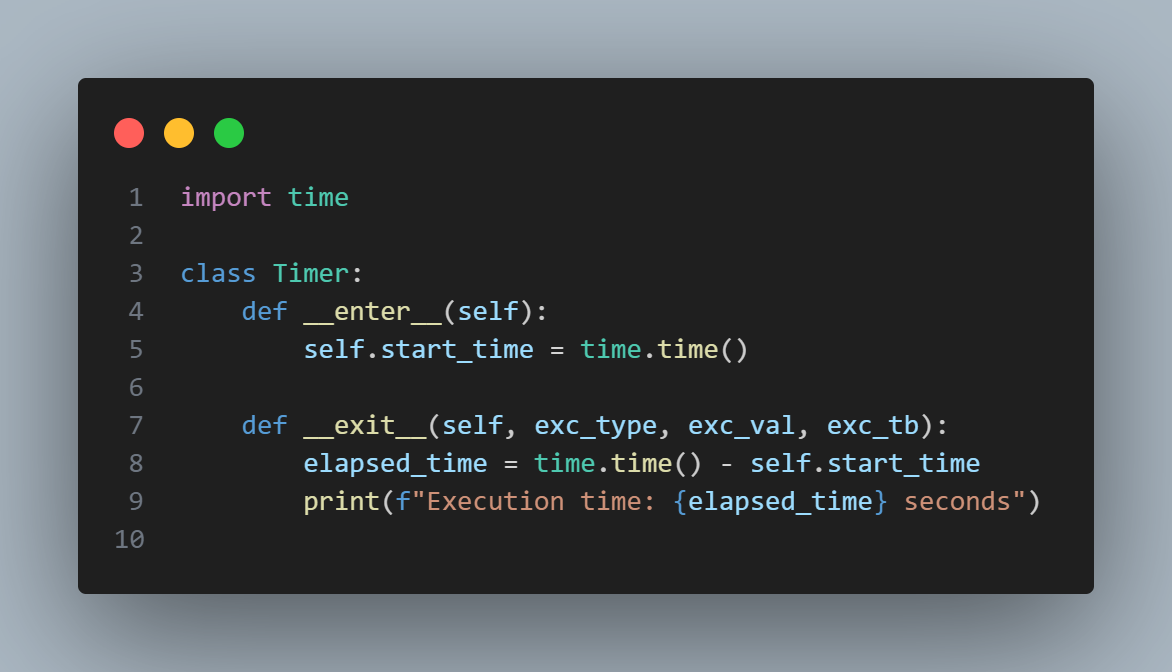 1 import time
2
3 class Timer:
4     def __enter__(self):
5         self.start_time = time.time()
6
7     def __exit__(self, exc_type, exc_val, exc_tb):
8         elapsed_time = time.time() - self.start_time
9         print(f"Execution time: {elapsed_time} seconds")
10